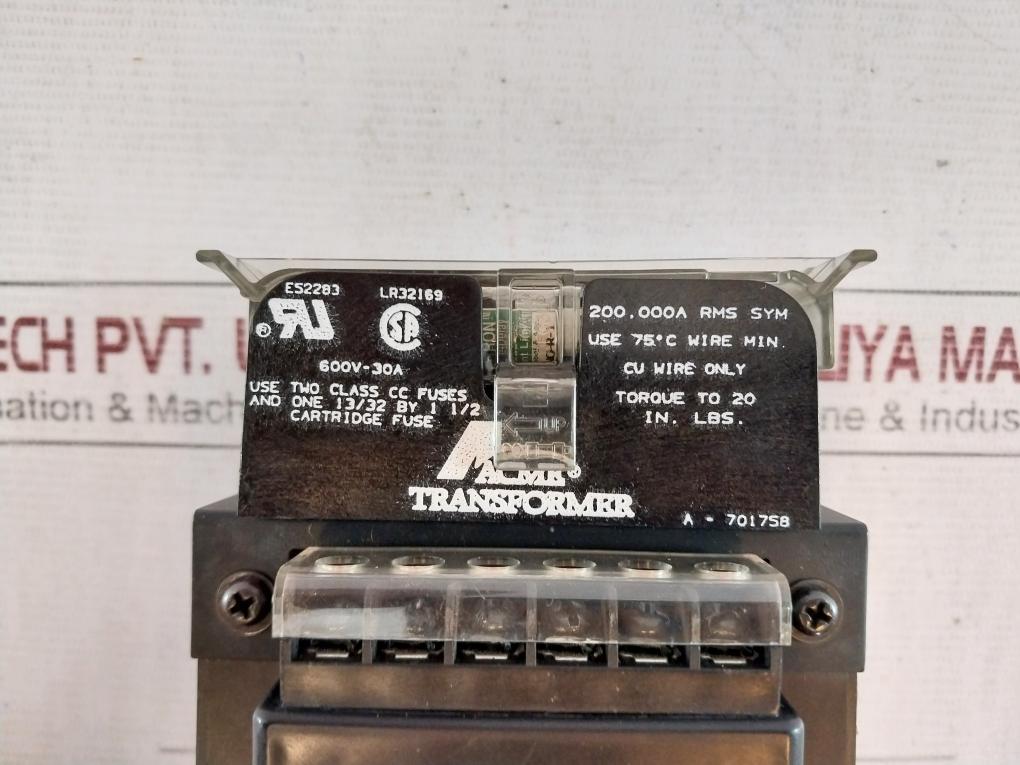 E52283 LR32169
®
600V-30A
USE TWO CLASS CC FUSES
AND ONE 13/32 BY 1 1/2
CARTRIDGE FUSE
200,000A RMS SYM
USE 75°C WIRE MIN.
CU WIRE ONLY
TORQUE TO 20
IN. LBS.
ACME®
TRANSFORMER
A - 701758
ECH PVT.
IYA MA
ation & Mach
ne & Indus